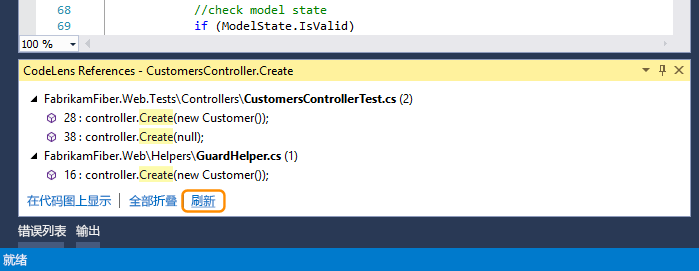 68 //check model state
69 if (ModelState.IsValid)
100 %
CodeLens References - CustomersController.Create
FabrikamFiber.Web.Tests\Controllers\CustomersControllerTest.cs (2)
28 : controller.Create(new Customer());
38 : controller.Create(null);
FabrikamFiber.Web\Helpers\GuardHelper.cs (1)
16 : controller.Create(new Customer());
在代码图上显示 | 全部折叠 | 刷新
错误列表 输出
就绪